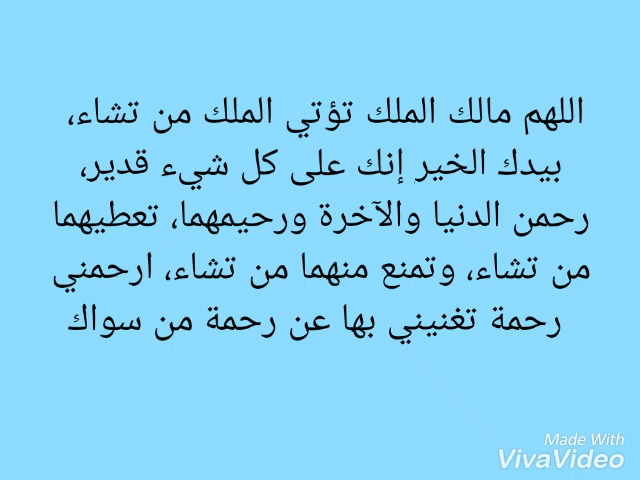 اللهم مالك الملك تؤتي الملك من تشاء،
بيدك الخير إنك على كل شيء قدير،
رحمن الدنيا والآخرة ورحيمهما، تعطيهما
من تشاء، وتمنع منهما من تشاء، ارحمني
رحمة تغنيني بها عن رحمة من سواك
Made With
VivaVideo